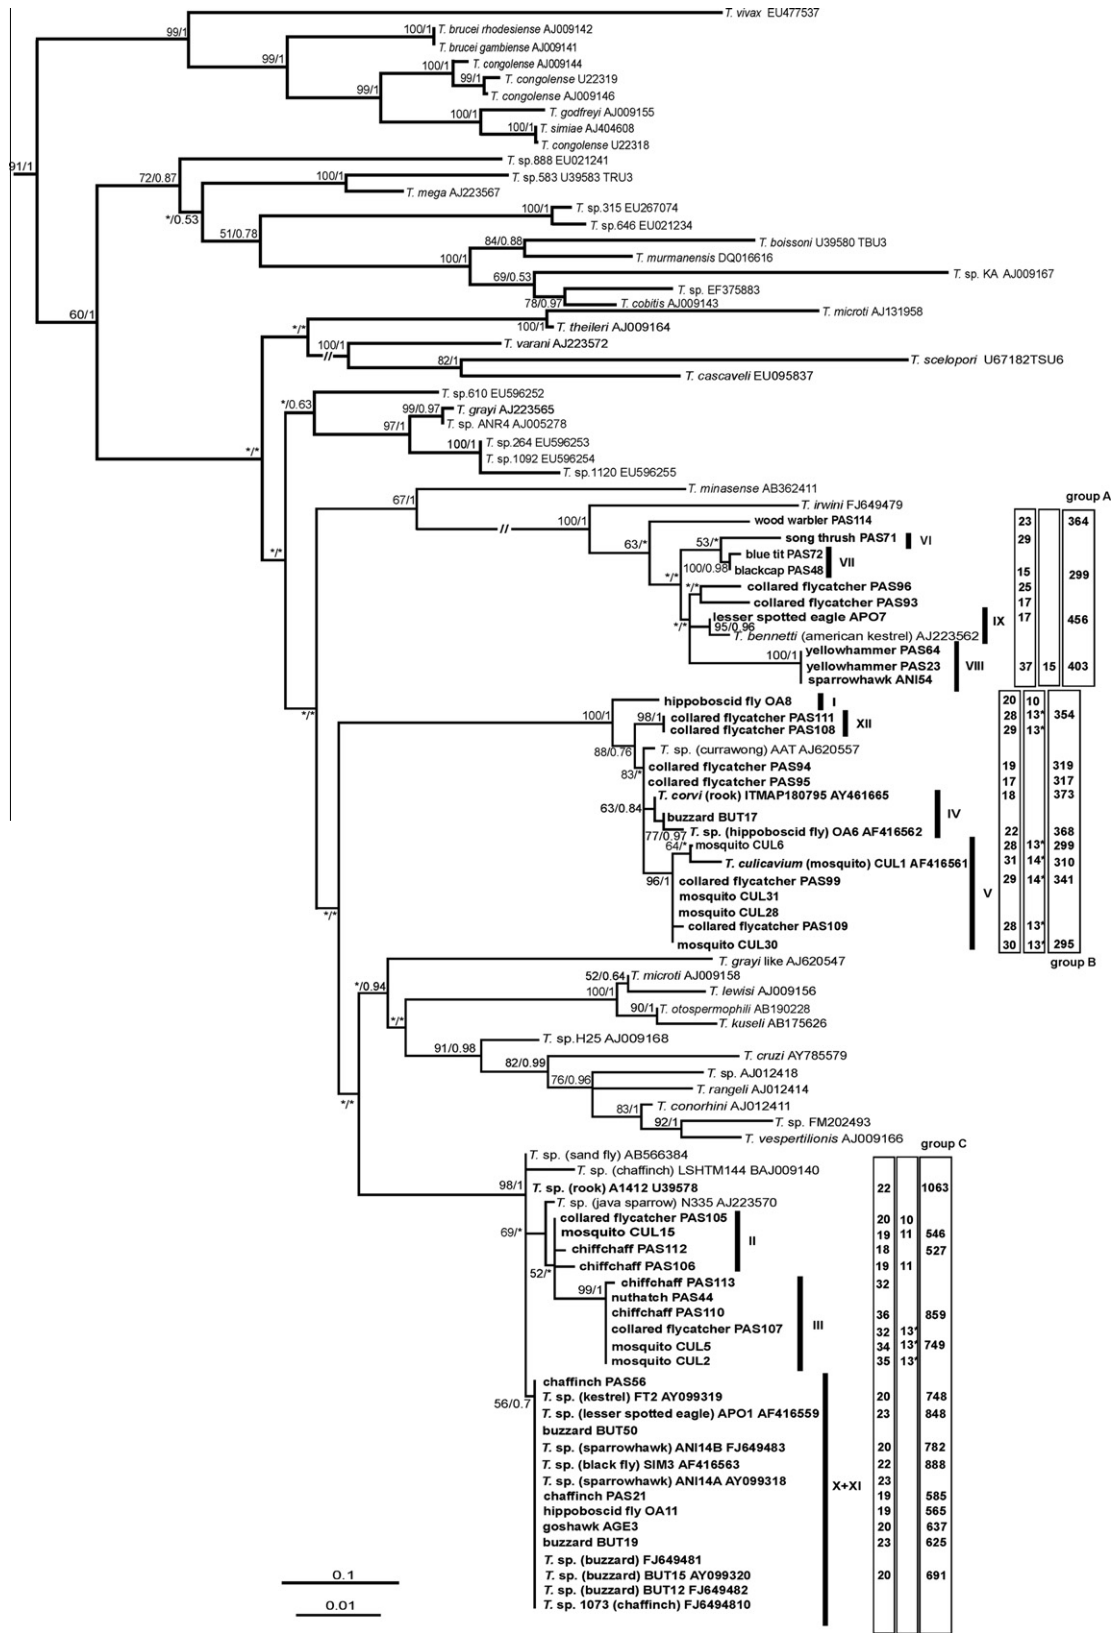 T. vivax EU477537
99/1
100/1 T. brucei rhodesiense AJ009142
T. brucei gambiense AJ009141
99/1
100/1 T. congolense AJ009144
99/1 T. congolense U22319
T. congolense AJ009146
99/1
T. godfreyi AJ009155
100/1
100/1 T. simiae AJ404608
T. congolense U22318
91/1
T. sp.888 EU021241
72/0.87
100/1 T. sp.583 U39583 TRU3
T. mega AJ223567
*/0.53
100/1 T. sp.315 EU267074
T. sp.646 EU021234
51/0.78
84/0.88 T. boissoni U39580 TBU3
T. murmanensis DQ016616
100/1
T. sp. KA AJ009167
69/0.53
T. sp. EF375883
78/0.97 T. cobitis AJ009143
60/1
T. microti AJ131958
100/1 T. theileri AJ009164
*/*
100/1 T. varani AJ223572
//
82/1 T. scelopori U67182TSU6
T. cascaveli EU095837
T. sp.610 EU596252
*/0.63
99/0.97 T. grayi AJ223565
T. sp. ANR4 AJ005278
97/1
100/1 T. sp.264 EU596253
T. sp.1092 EU596254
T. sp.1120 EU596255
*/*
T. minasense AB362411
67/1
group A
T. irwini FJ649479
100/1
//
wood warbler PAS114 23 364
63/*
song thrush PAS71 VI 29
53/*
blue tit PAS72 VII
100/0.98 blackcap PAS48 15 299
*/*
collared flycatcher PAS96 25
*/*
collared flycatcher PAS93 17
lesser spotted eagle APO7 IX 17 456
*/*
95/0.96 T. bennetti (american kestrel) AJ223562
yellowhammer PAS64 VIII
100/1 yellowhammer PAS23 37 15 403
sparrowhawk ANI54
*/*
*/*
hippoboscid fly OA8 I 20 10
100/1
98/1 collared flycatcher PAS111 XII 28 13* 354
collared flycatcher PAS108 29 13*
88/0.76
T. sp. (currawong) AAT AJ620557
83/*
collared flycatcher PAS94 19 319
collared flycatcher PAS95 17 317
T. corvi (rook) ITMAP180795 AY461665 IV 18 373
63/0.84
buzzard BUT17
77/0.97 T. sp. (hippoboscid fly) OA6 AF416562 22 368
64/* mosquito CUL6 V 28 13* 299
T. culicavium (mosquito) CUL1 AF416561 31 14* 310
96/1
collared flycatcher PAS99 29 14* 341
mosquito CUL31
mosquito CUL28
collared flycatcher PAS109 28 13*
mosquito CUL30 30 13* 295
*/*
T. grayi like AJ620547
group B
*/0.94
52/0.64 T. microti AJ009158
T. lewisi AJ009156
100/1
90/1 T. otospermophili AB190228
T. kuseli AB175626
*/*
T. sp.H25 AJ009168
91/0.98
T. cruzi AY785579
82/0.99
T. sp. AJ012418
76/0.96
T. rangeli AJ012414
*/*
83/1 T. conorhini AJ012411
T. sp. FM202493
92/1
T. vespertilionis AJ009166
group C
T. sp. (sand fly) AB566384
T. sp. (chaffinch) LSHTM144 BAJ009140
98/1
T. sp. (rook) A1412 U39578 22 1063
T. sp. (java sparrow) N335 AJ223570
collared flycatcher PAS105 II 20 10
69/*
mosquito CUL15 19 11 546
chiffchaff PAS112 18 527
52/*
chiffchaff PAS106 19 11
99/1 chiffchaff PAS113 III 32
nuthatch PAS44
chiffchaff PAS110 36 859
collared flycatcher PAS107 32 13*
mosquito CUL5 34 13* 749
mosquito CUL2 35 13*
chaffinch PAS56 X+XI
56/0.7 T. sp. (kestrel) FT2 AY099319 20 748
T. sp. (lesser spotted eagle) APO1 AF416559 23 848
buzzard BUT50
T. sp. (sparrowhawk) ANI14B FJ649483 20 782
T. sp. (black fly) SIM3 AF416563 22 888
T. sp. (sparrowhawk) ANI14A AY099318 23
chaffinch PAS21 19 585
hippoboscid fly OA11 19 565
goshawk AGE3 20 637
buzzard BUT19 23 625
T. sp. (buzzard) FJ649481
T. sp. (buzzard) BUT15 AY099320 20 691
T. sp. (buzzard) BUT12 FJ649482
T. sp. 1073 (chaffinch) FJ6494810
0.1
0.01